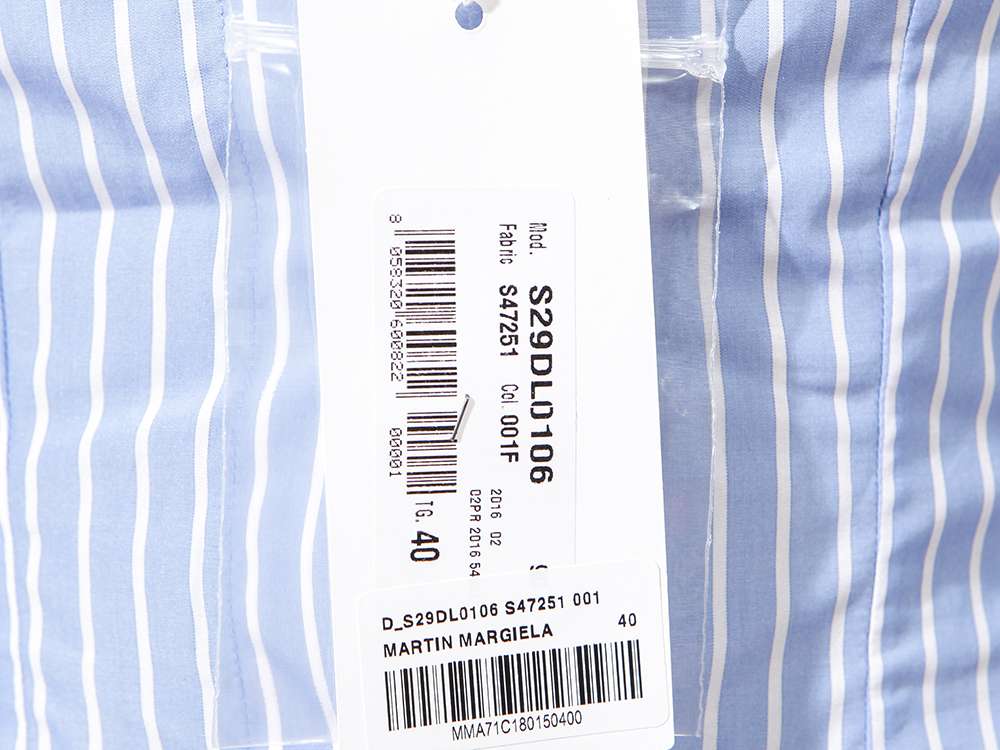 Mod. S29DL0106
Fabric S47251 Col. 001F
2016 02
02PR 2016 54
8 058320 600822
00001
TG. 40
D_S29DL0106 S47251 001
MARTIN MARGIELA 40
MMA71C180150400